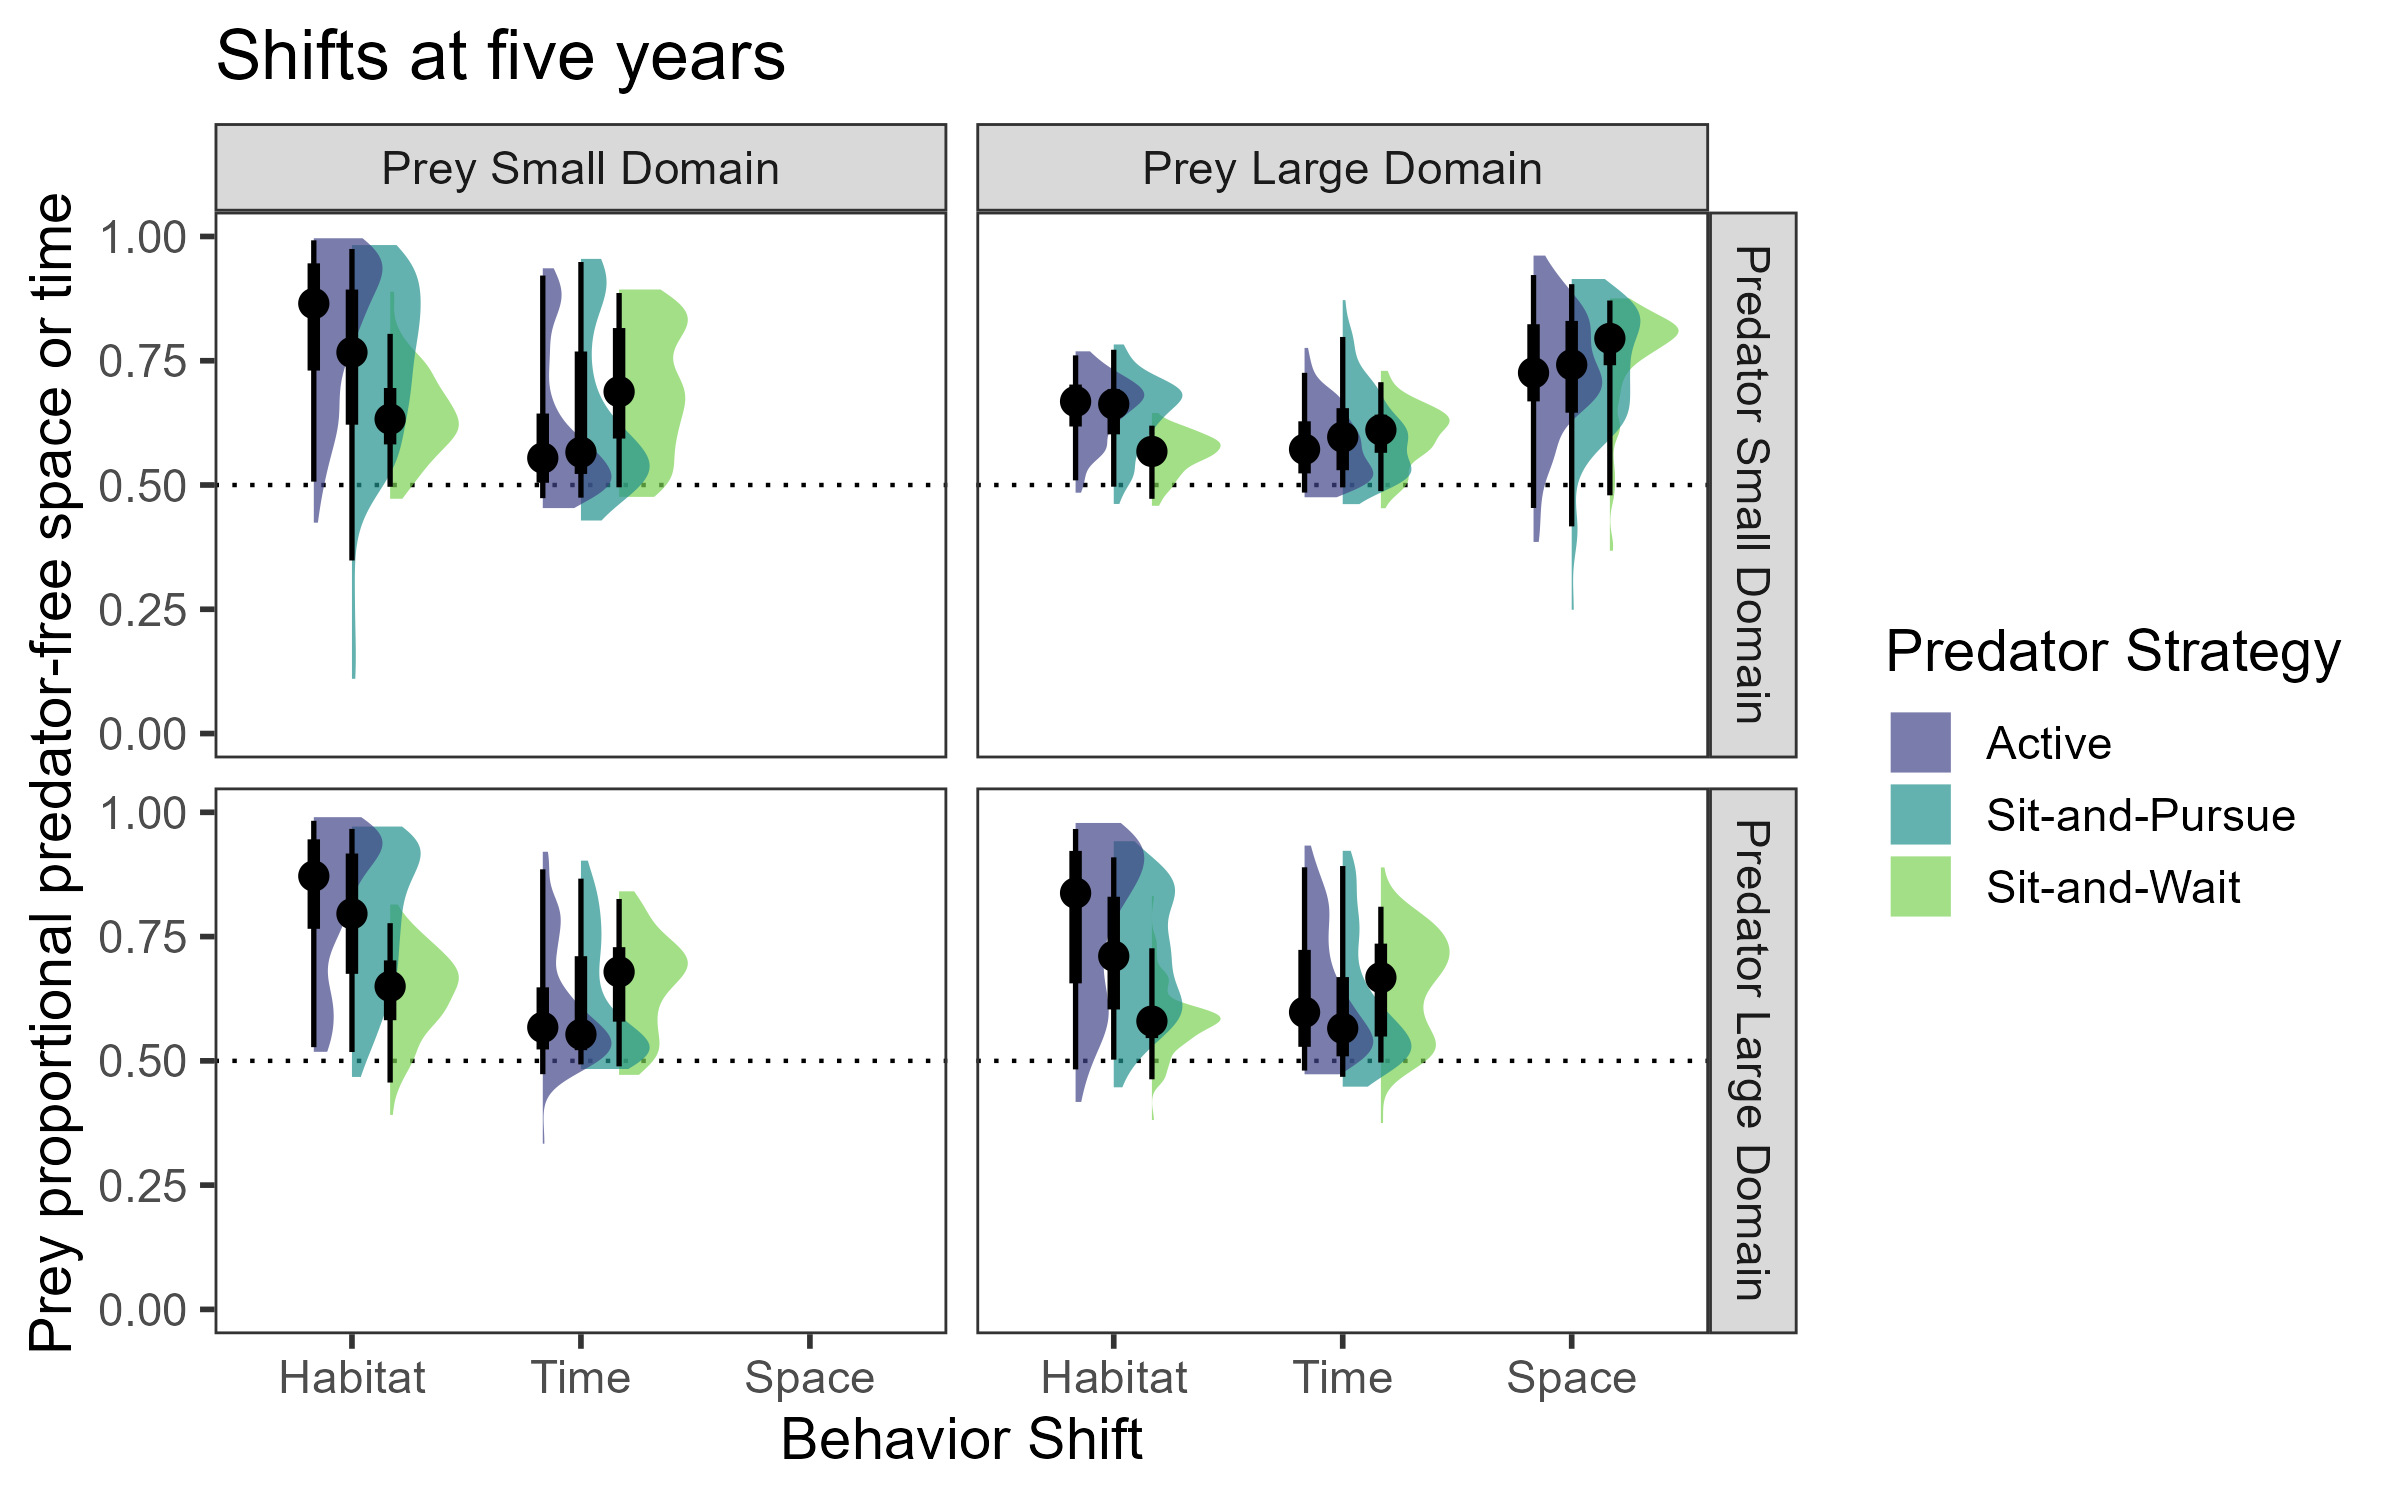 Shifts at five years
Prey Small Domain
Prey Large Domain
Prey proportional predator-free space or time
1.00
0.75
0.50
0.25
0.00
Predator Small Domain
1.00
0.75
0.50
0.25
0.00
Predator Large Domain
Habitat
Time
Space
Habitat
Time
Space
Behavior Shift
Predator Strategy
Active
Sit-and-Pursue
Sit-and-Wait